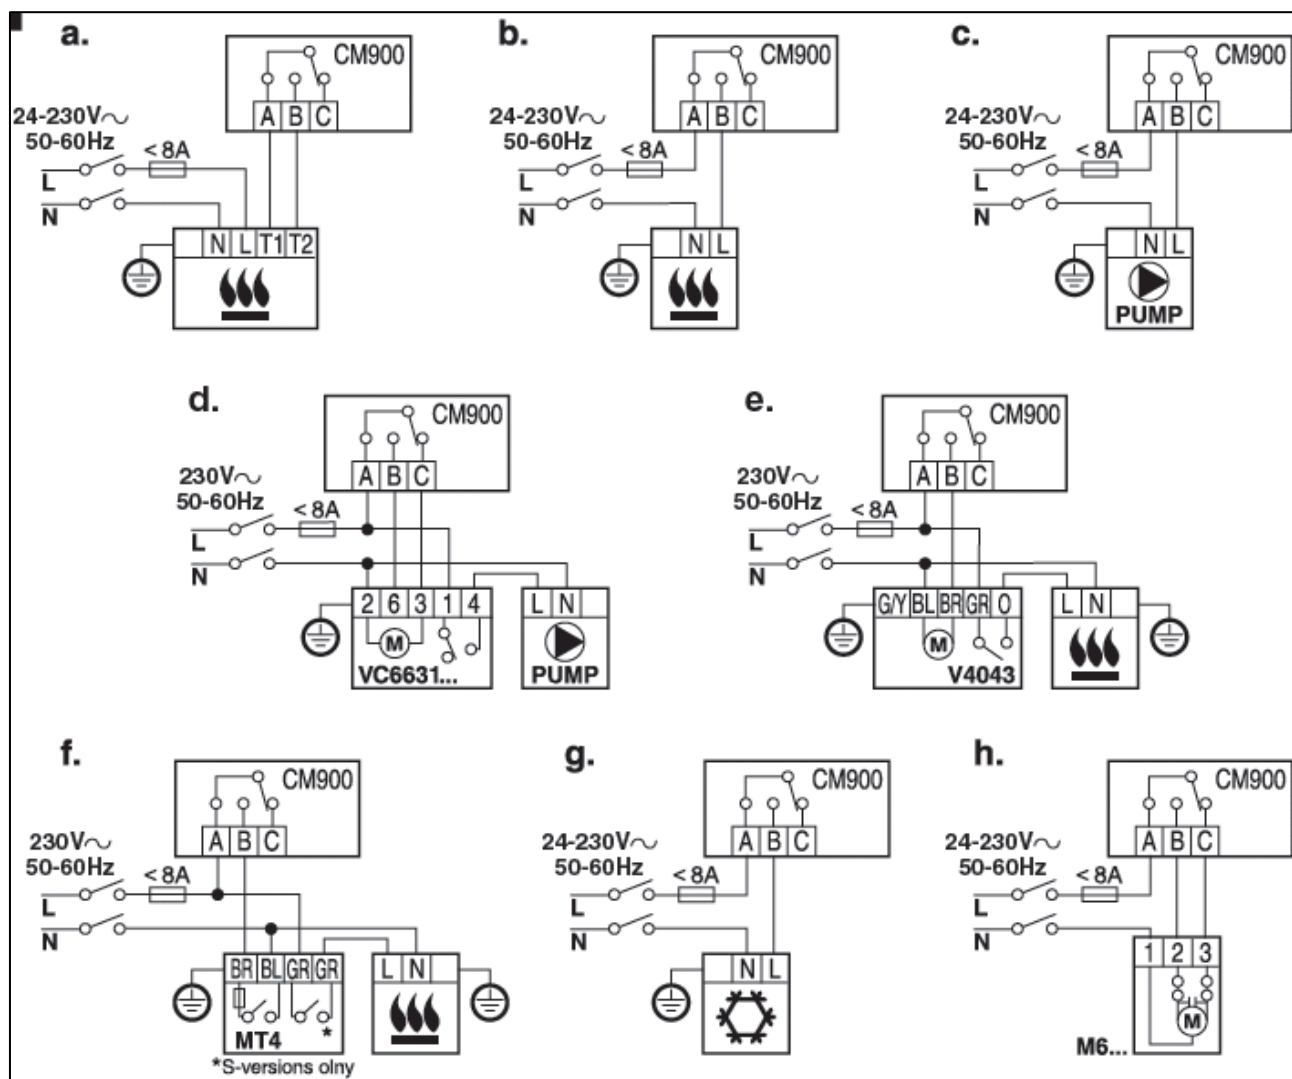 a.
CM900
A B C
24-230V~
50-60Hz
< 8A
L
N
N L T1 T2
b.
CM900
A B C
24-230V~
50-60Hz
< 8A
L
N
N L
c.
CM900
A B C
24-230V~
50-60Hz
< 8A
L
N
N L
PUMP
d.
CM900
A B C
230V~
50-60Hz
< 8A
L
N
2 6 3 1 4
M
VC6631...
L N
PUMP
e.
CM900
A B C
230V~
50-60Hz
< 8A
L
N
G/Y BL BR GR O
M
V4043
L N
f.
CM900
A B C
230V~
50-60Hz
< 8A
L
N
BR BL GR GR
MT4 *
*S-versions olny
L N
g.
CM900
A B C
24-230V~
50-60Hz
< 8A
L
N
N L
h.
CM900
A B C
24-230V~
50-60Hz
< 8A
L
N
1 2 3
M
M6...